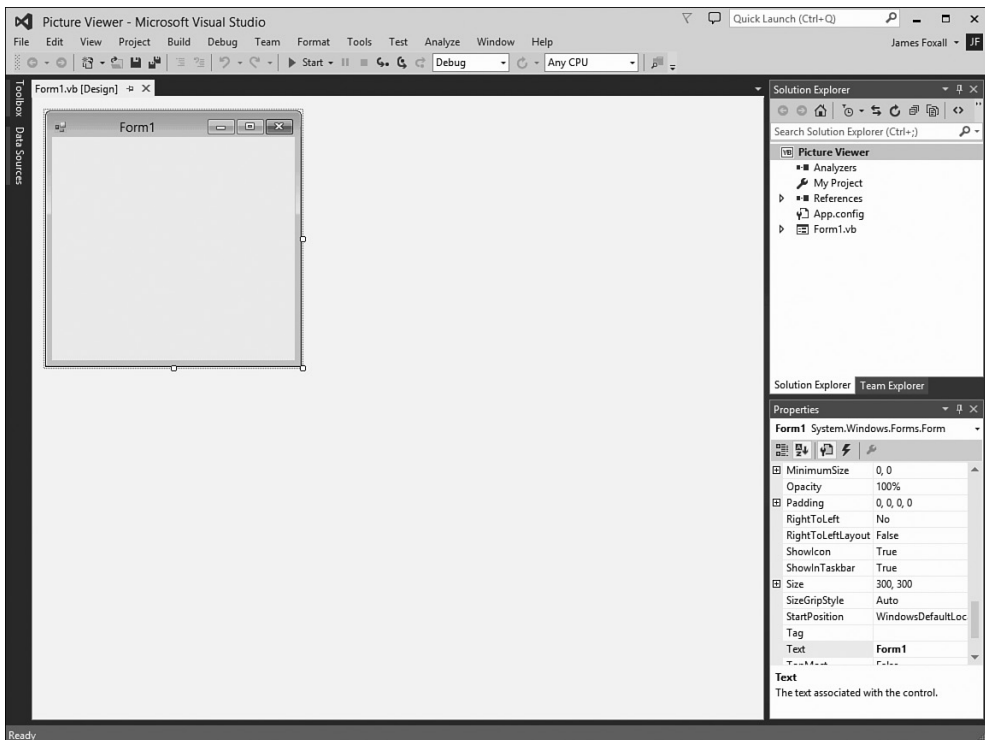 Picture Viewer - Microsoft Visual Studio
Quick Launch (Ctrl+Q)
File Edit View Project Build Debug Team Format Tools Test Analyze Window Help
James Foxall JF
Start Debug Any CPU
Toolbox
Data Sources
Form1.vb [Design]
Form1
Solution Explorer
Search Solution Explorer (Ctrl+;)
VB Picture Viewer
Analyzers
My Project
References
App.config
Form1.vb
Solution Explorer Team Explorer
Properties
Form1 System.Windows.Forms.Form
MinimumSize 0, 0
Opacity 100%
Padding 0, 0, 0, 0
RightToLeft No
RightToLeftLayout False
ShowIcon True
ShowInTaskbar True
Size 300, 300
SizeGripStyle Auto
StartPosition WindowsDefaultLoc
Tag
Text Form1
TopMost False
Text
The text associated with the control.
Ready